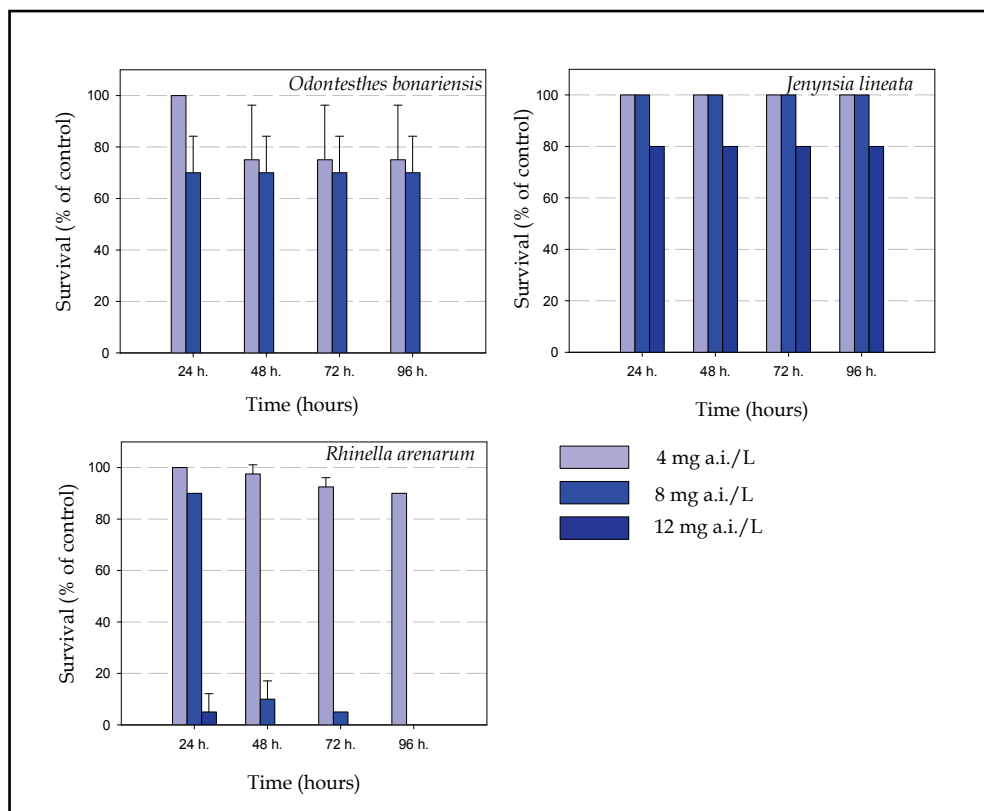 Odontesthes bonariensis
Survival (% of control)
100
80
60
40
20
0
24 h.
48 h.
72 h.
96 h.
Time (hours)
Jenynsia lineata
Survival (% of control)
100
80
60
40
20
0
24 h.
48 h.
72 h.
96 h.
Time (hours)
Rhinella arenarum
Survival (% of control)
100
80
60
40
20
0
24 h.
48 h.
72 h.
96 h.
Time (hours)
4 mg a.i./L
8 mg a.i./L
12 mg a.i./L